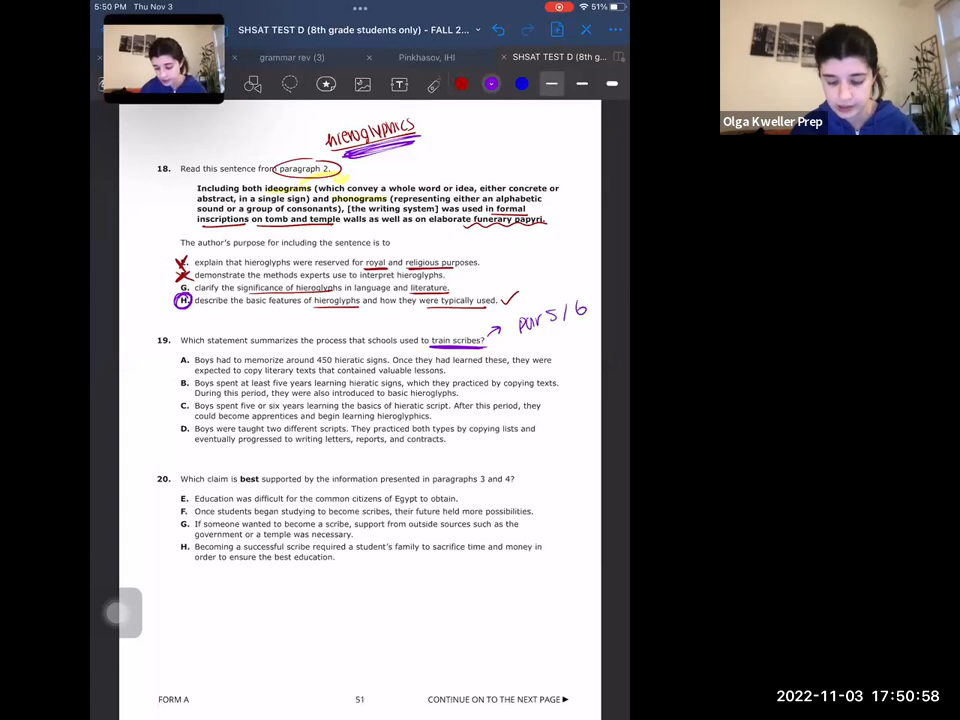 5:50 PM Thu Nov 3
51%
SHSAT TEST D (8th grade students only) - FALL 2...
grammar rev (3)
Pinkhasov, IHI
SHSAT TEST D (8th g...
Olga Kweller Prep
hieroglyphics
18. Read this sentence from paragraph 2.
Including both ideograms (which convey a whole word or idea, either concrete or
abstract, in a single sign) and phonograms (representing either an alphabetic
sound or a group of consonants), [the writing system] was used in formal
inscriptions on tomb and temple walls as well as on elaborate funerary papyri.
The author's purpose for including the sentence is to
explain that hieroglyphs were reserved for royal and religious purposes.
demonstrate the methods experts use to interpret hieroglyphs.
G. clarify the significance of hieroglyphs in language and literature.
H. describe the basic features of hieroglyphs and how they were typically used.
par 5/6
19. Which statement summarizes the process that schools used to train scribes?
A. Boys had to memorize around 450 hieratic signs. Once they had learned these, they were
expected to copy literary texts that contained valuable lessons.
B. Boys spent at least five years learning hieratic signs, which they practiced by copying texts.
During this period, they were also introduced to basic hieroglyphs.
C. Boys spent five or six years learning the basics of hieratic script. After this period, they
could become apprentices and begin learning hieroglyphics.
D. Boys were taught two different scripts. They practiced both types by copying lists and
eventually progressed to writing letters, reports, and contracts.
20. Which claim is best supported by the information presented in paragraphs 3 and 4?
E. Education was difficult for the common citizens of Egypt to obtain.
F. Once students began studying to become scribes, their future held more possibilities.
G. If someone wanted to become a scribe, support from outside sources such as the
government or a temple was necessary.
H. Becoming a successful scribe required a student's family to sacrifice time and money in
order to ensure the best education.
FORM A 51 CONTINUE ON TO THE NEXT PAGE ▶
2022-11-03 17:50:58